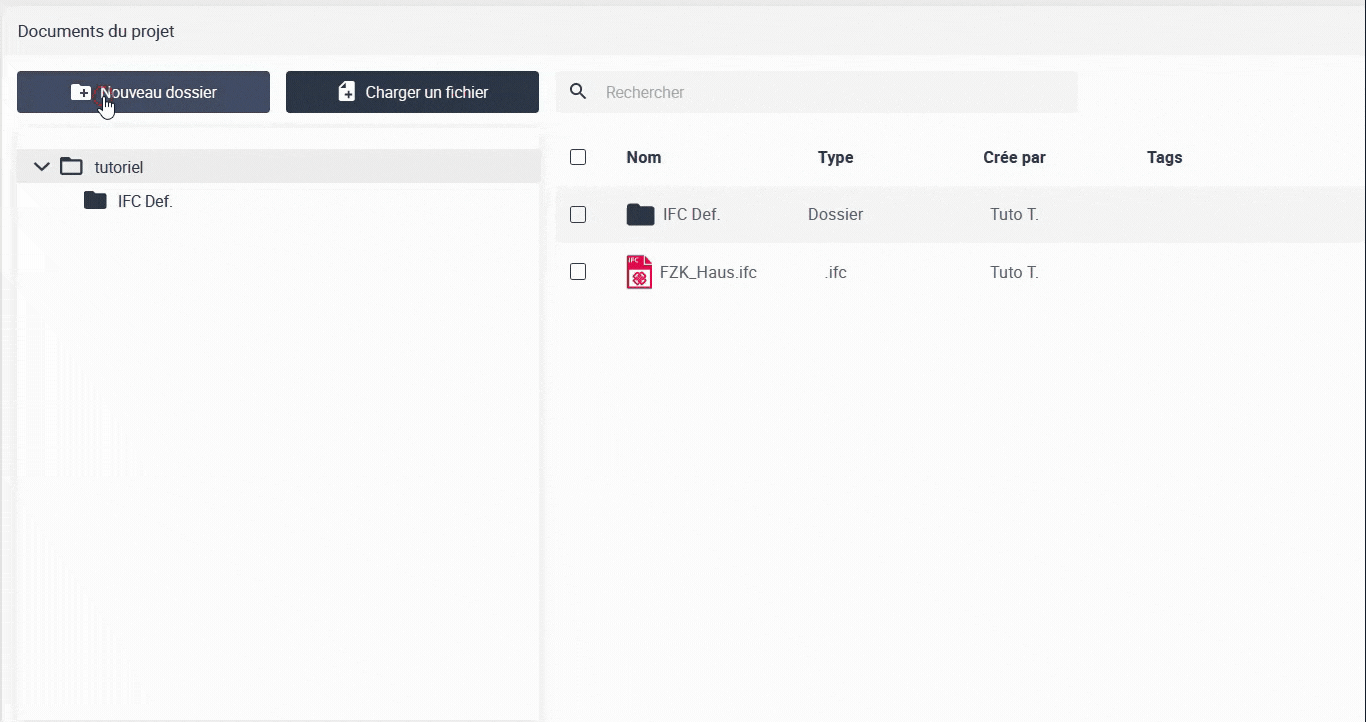 Documents du projet
Nouveau dossier
Charger un fichier
Rechercher
tutoriel
IFC Def.
Nom Type Crée par Tags
IFC Def. Dossier Tuto T.
IFC
FZK_Haus.ifc .ifc Tuto T.